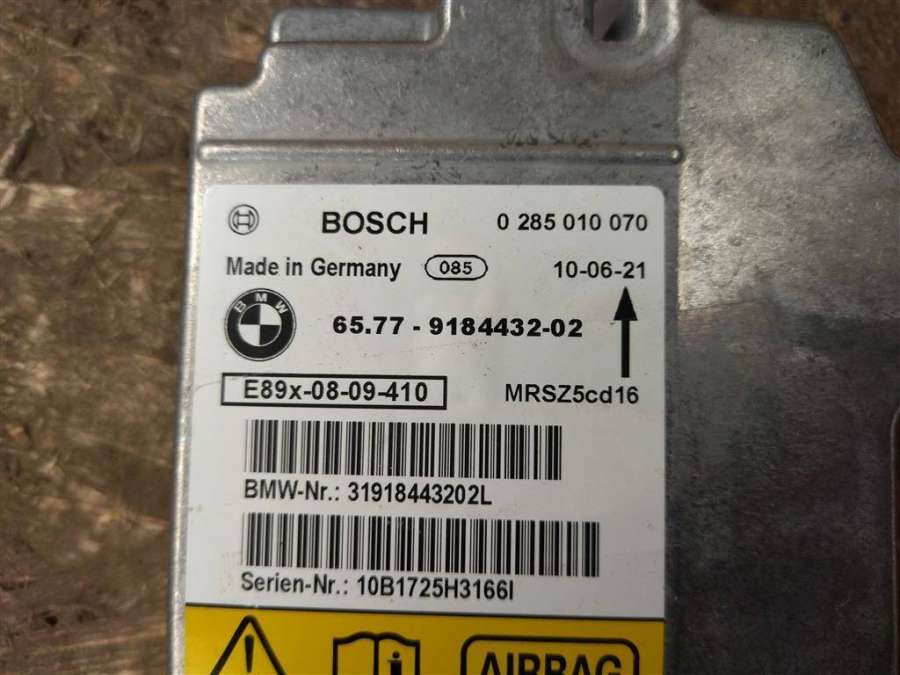 BOSCH 0 285 010 070
Made in Germany 085 10-06-21
BMW 65.77 - 9184432-02
E89x-08-09-410 MRSZ5cd16
BMW-Nr.: 31918443202L
Serien-Nr.: 10B1725H3166I
AIRBAG